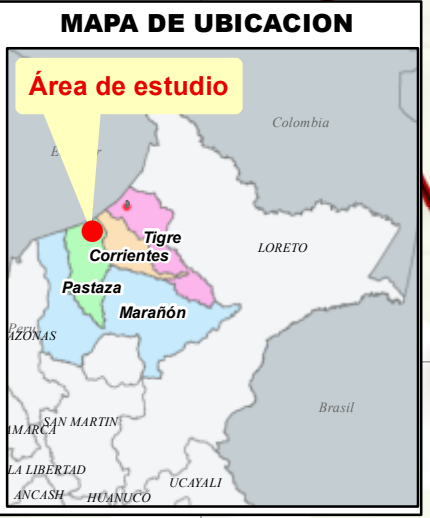 MAPA DE UBICACION
Área de estudio
Colombia
Tigre
LORETO
Corrientes
Pastaza
Marañón
Peru
AZONAS
Brasil
SAN MARTIN
AMARCA
LA LIBERTAD
UCAYALI
ANCASH
HUANUCO